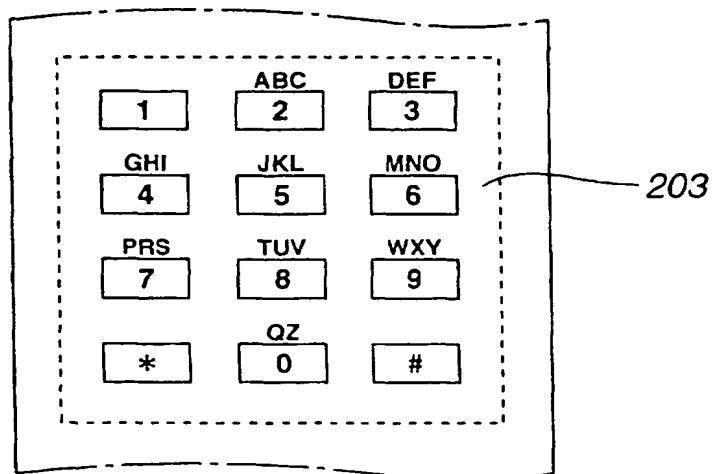 ABC DEF
1 2 3
GHI JKL MNO
4 5 6 203
PRS TUV WXY
7 8 9
QZ
* 0 #